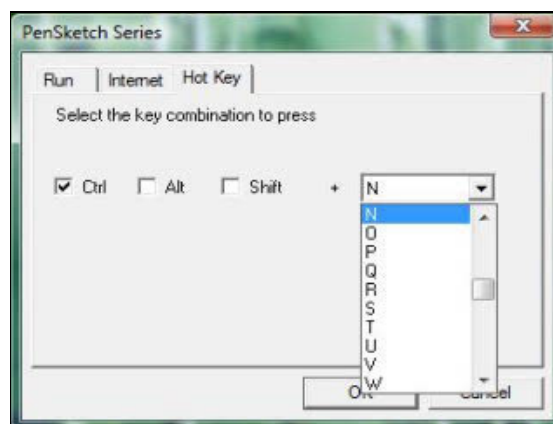 PenSketch Series
Run Internet Hot Key
Select the key combination to press
Ctrl Alt Shift + N
N
O
P
Q
R
S
T
U
V
W